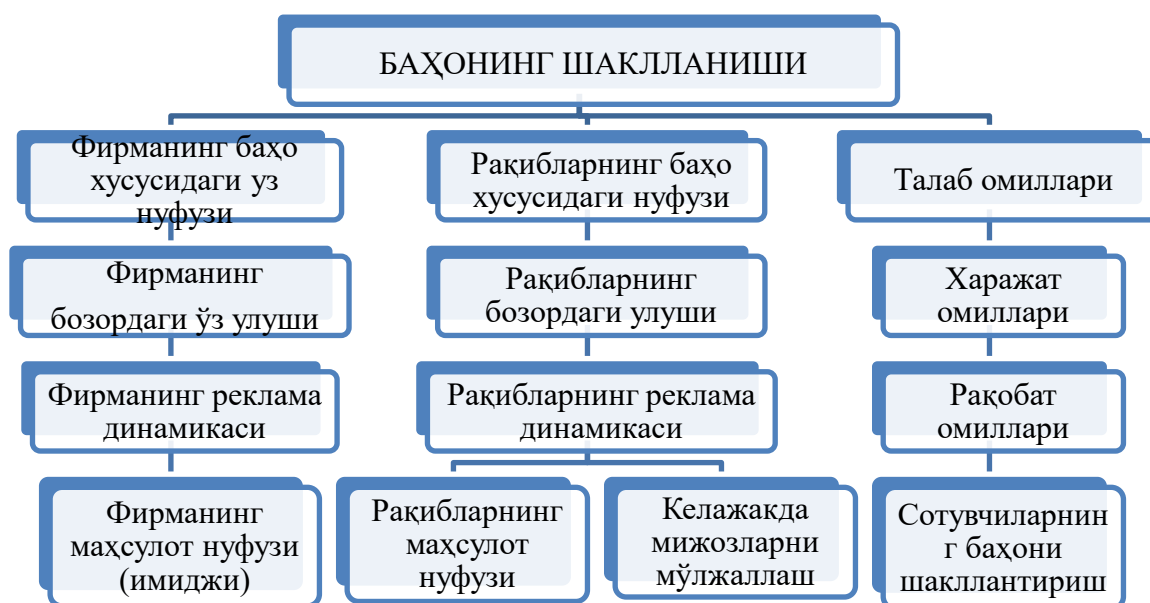 БАҲОНИНГ ШАКЛЛАНИШИ
Фирманинг баҳо
хусусидаги уз
нуфузи
Рақибларнинг баҳо
хусусидаги нуфузи
Талаб омиллари
Фирманинг
бозордаги ўз улуши
Рақибларнинг
бозордаги улуши
Харажат
омиллари
Фирманинг реклама
динамикаси
Рақибларнинг реклама
динамикаси
Рақобат
омиллари
Фирманинг
маҳсулот нуфузи
(имиджи)
Рақибларнинг
маҳсулот
нуфузи
Келажакда
мижозларни
мўлжаллаш
Сотувчиларнин
г баҳони
шакллантириш